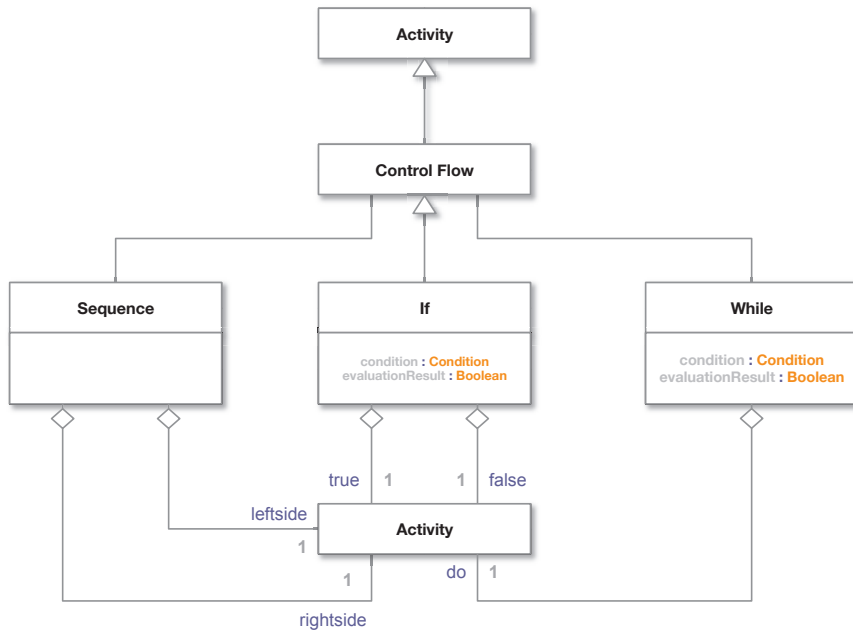 Activity
Control Flow
Sequence
If
While
condition : Condition
evaluationResult : Boolean
condition : Condition
evaluationResult : Boolean
true
1
1
false
leftside
1
Activity
1
do
1
rightside